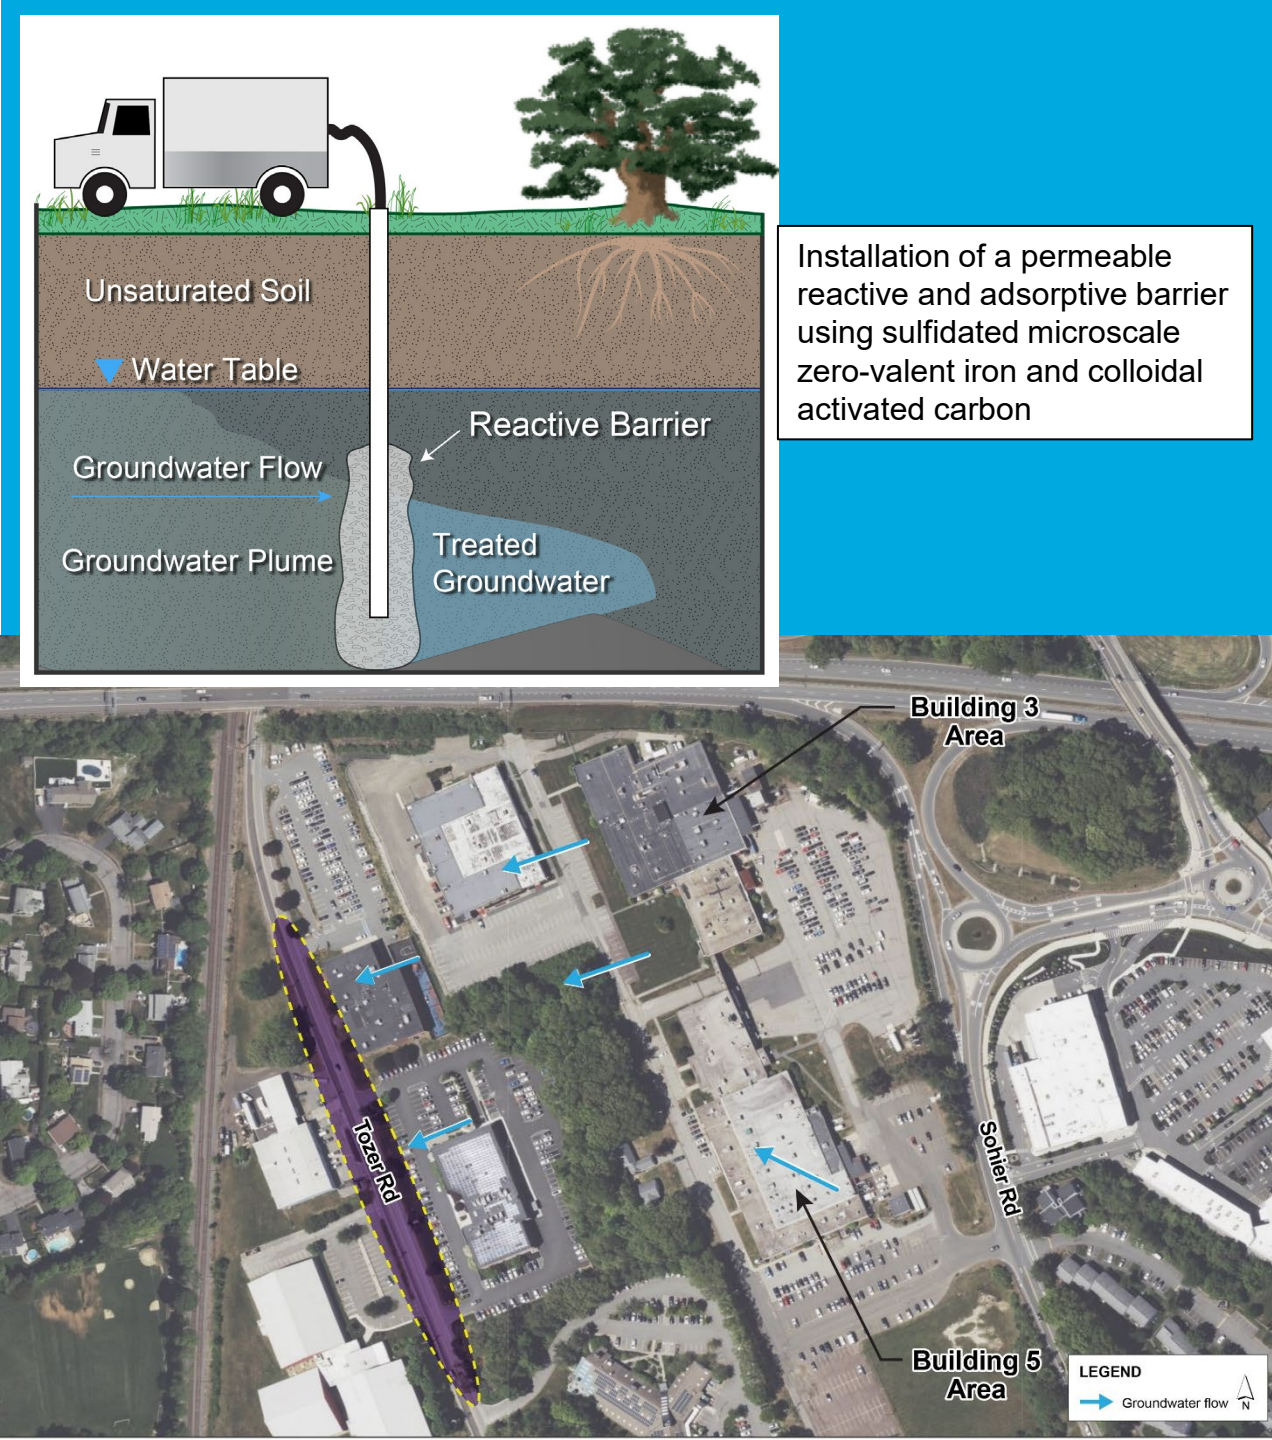 Unsaturated Soil
Water Table
Reactive Barrier
Groundwater Flow
Groundwater Plume
Treated
Groundwater
Installation of a permeable
reactive and adsorptive barrier
using sulfidated microscale
zero-valent iron and colloidal
activated carbon
Building 3
Area
Tozer Rd
Sohier Rd
Building 5
Area
LEGEND
Groundwater flow
N